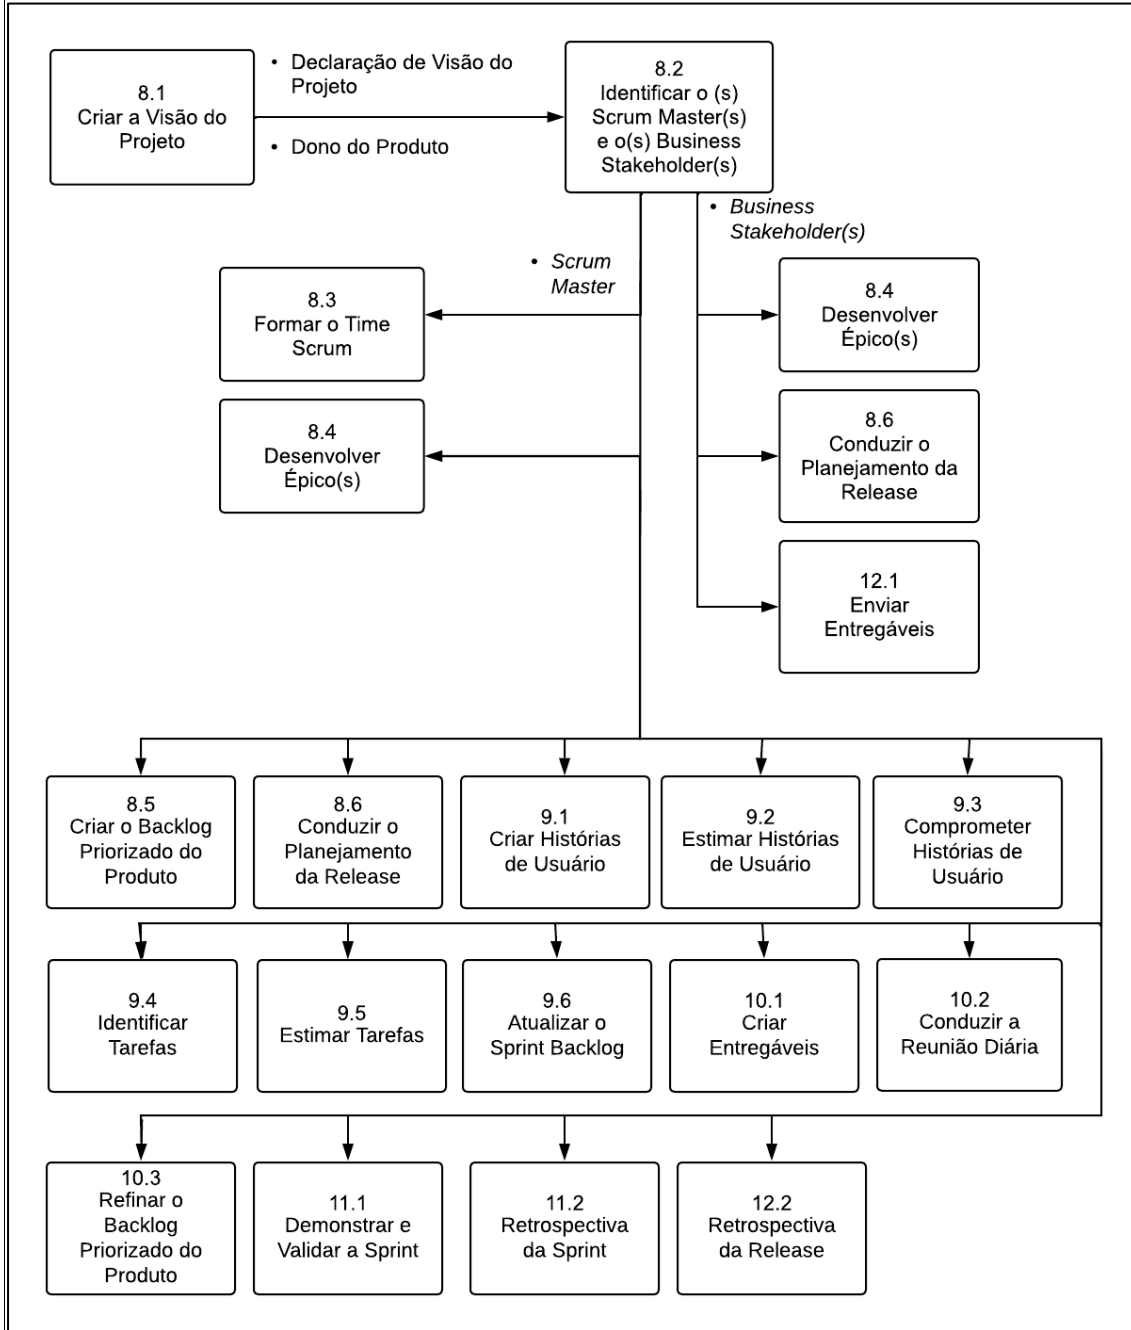 8.1
Criar a Visão do
Projeto
• Declaração de Visão do
Projeto
• Dono do Produto
8.2
Identificar o (s)
Scrum Master(s)
e o(s) Business
Stakeholder(s)
• Business
Stakeholder(s)
• Scrum
Master
8.3
Formar o Time
Scrum
8.4
Desenvolver
Épico(s)
8.4
Desenvolver
Épico(s)
8.6
Conduzir o
Planejamento da
Release
12.1
Enviar
Entregáveis
8.5
Criar o Backlog
Priorizado do
Produto
8.6
Conduzir o
Planejamento
da Release
9.1
Criar Histórias
de Usuário
9.2
Estimar Histórias
de Usuário
9.3
Comprometer
Histórias de
Usuário
9.4
Identificar
Tarefas
9.5
Estimar Tarefas
9.6
Atualizar o
Sprint Backlog
10.1
Criar
Entregáveis
10.2
Conduzir a
Reunião Diária
10.3
Refinar o
Backlog
Priorizado do
Produto
11.1
Demonstrar e
Validar a Sprint
11.2
Retrospectiva
da Sprint
12.2
Retrospectiva
da Release